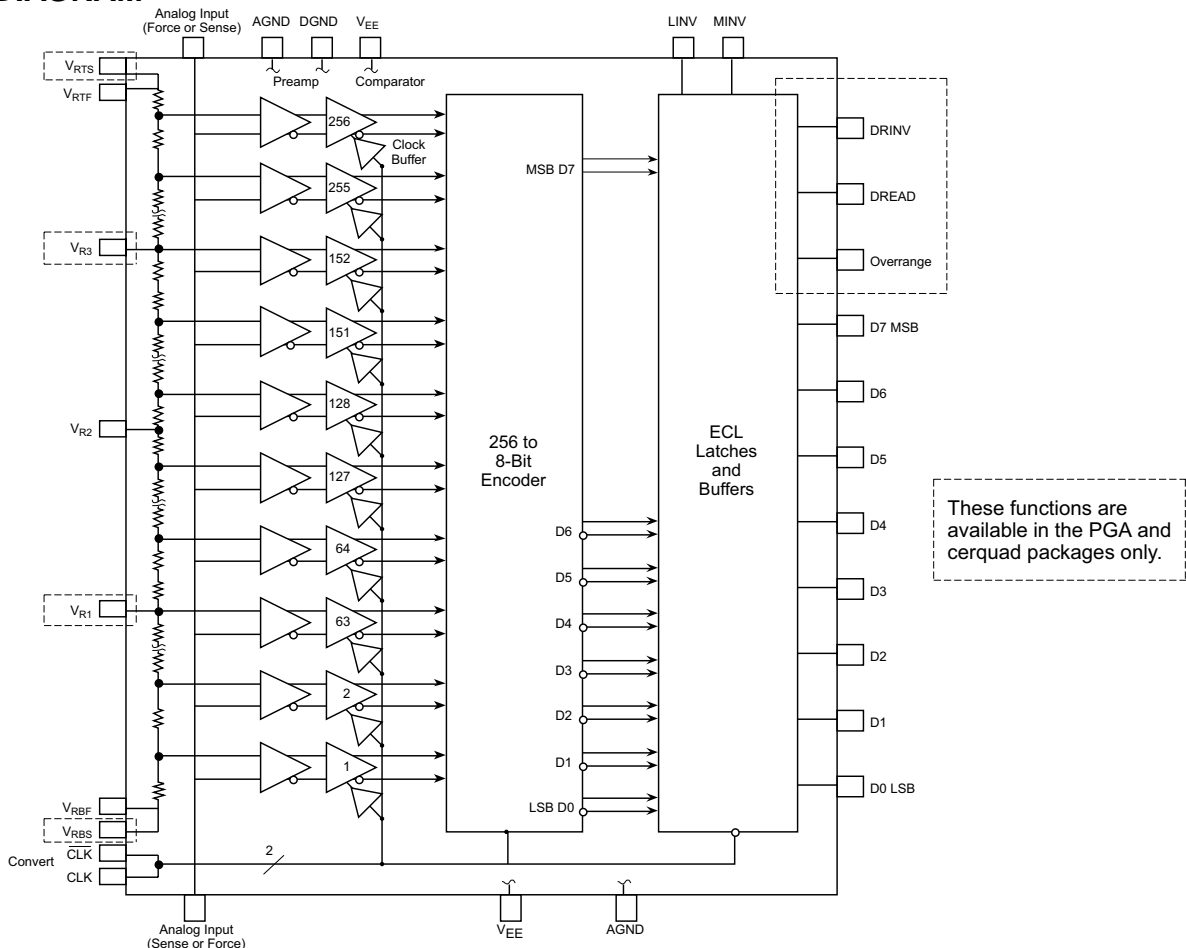 Analog Input
(Force or Sense)
AGND
DGND
VEE
LINV
MINV
Preamp
Comparator
VRTS
VRTF
VR3
VR2
VR1
VRBF
VRBS
Convert
CLK
CLK
2
256
255
152
151
128
127
64
63
2
1
Clock
Buffer
256 to
8-Bit
Encoder
MSB D7
D6
D5
D4
D3
D2
D1
LSB D0
ECL
Latches
and
Buffers
DRINV
DREAD
Overrange
D7 MSB
D6
D5
D4
D3
D2
D1
D0 LSB
These functions are
available in the PGA and
cerquad packages only.
Analog Input
(Sense or Force)
VEE
AGND